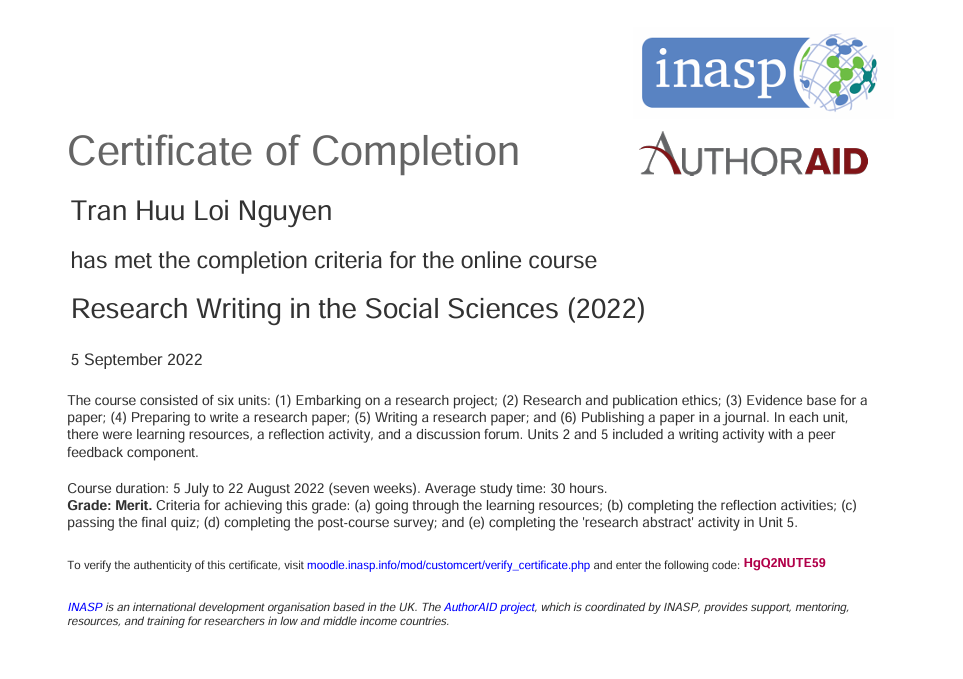 inasp
AUTHORAID
Certificate of Completion
Tran Huu Loi Nguyen
has met the completion criteria for the online course
Research Writing in the Social Sciences (2022)
5 September 2022
The course consisted of six units: (1) Embarking on a research project; (2) Research and publication ethics; (3) Evidence base for a
paper; (4) Preparing to write a research paper; (5) Writing a research paper; and (6) Publishing a paper in a journal. In each unit,
there were learning resources, a reflection activity, and a discussion forum. Units 2 and 5 included a writing activity with a peer
feedback component.
Course duration: 5 July to 22 August 2022 (seven weeks). Average study time: 30 hours.
Grade: Merit. Criteria for achieving this grade: (a) going through the learning resources; (b) completing the reflection activities; (c)
passing the final quiz; (d) completing the post-course survey; and (e) completing the 'research abstract' activity in Unit 5.
To verify the authenticity of this certificate, visit moodle.inasp.info/mod/customcert/verify_certificate.php and enter the following code: HgQ2NUTE59
INASP is an international development organisation based in the UK. The AuthorAID project, which is coordinated by INASP, provides support, mentoring,
resources, and training for researchers in low and middle income countries.